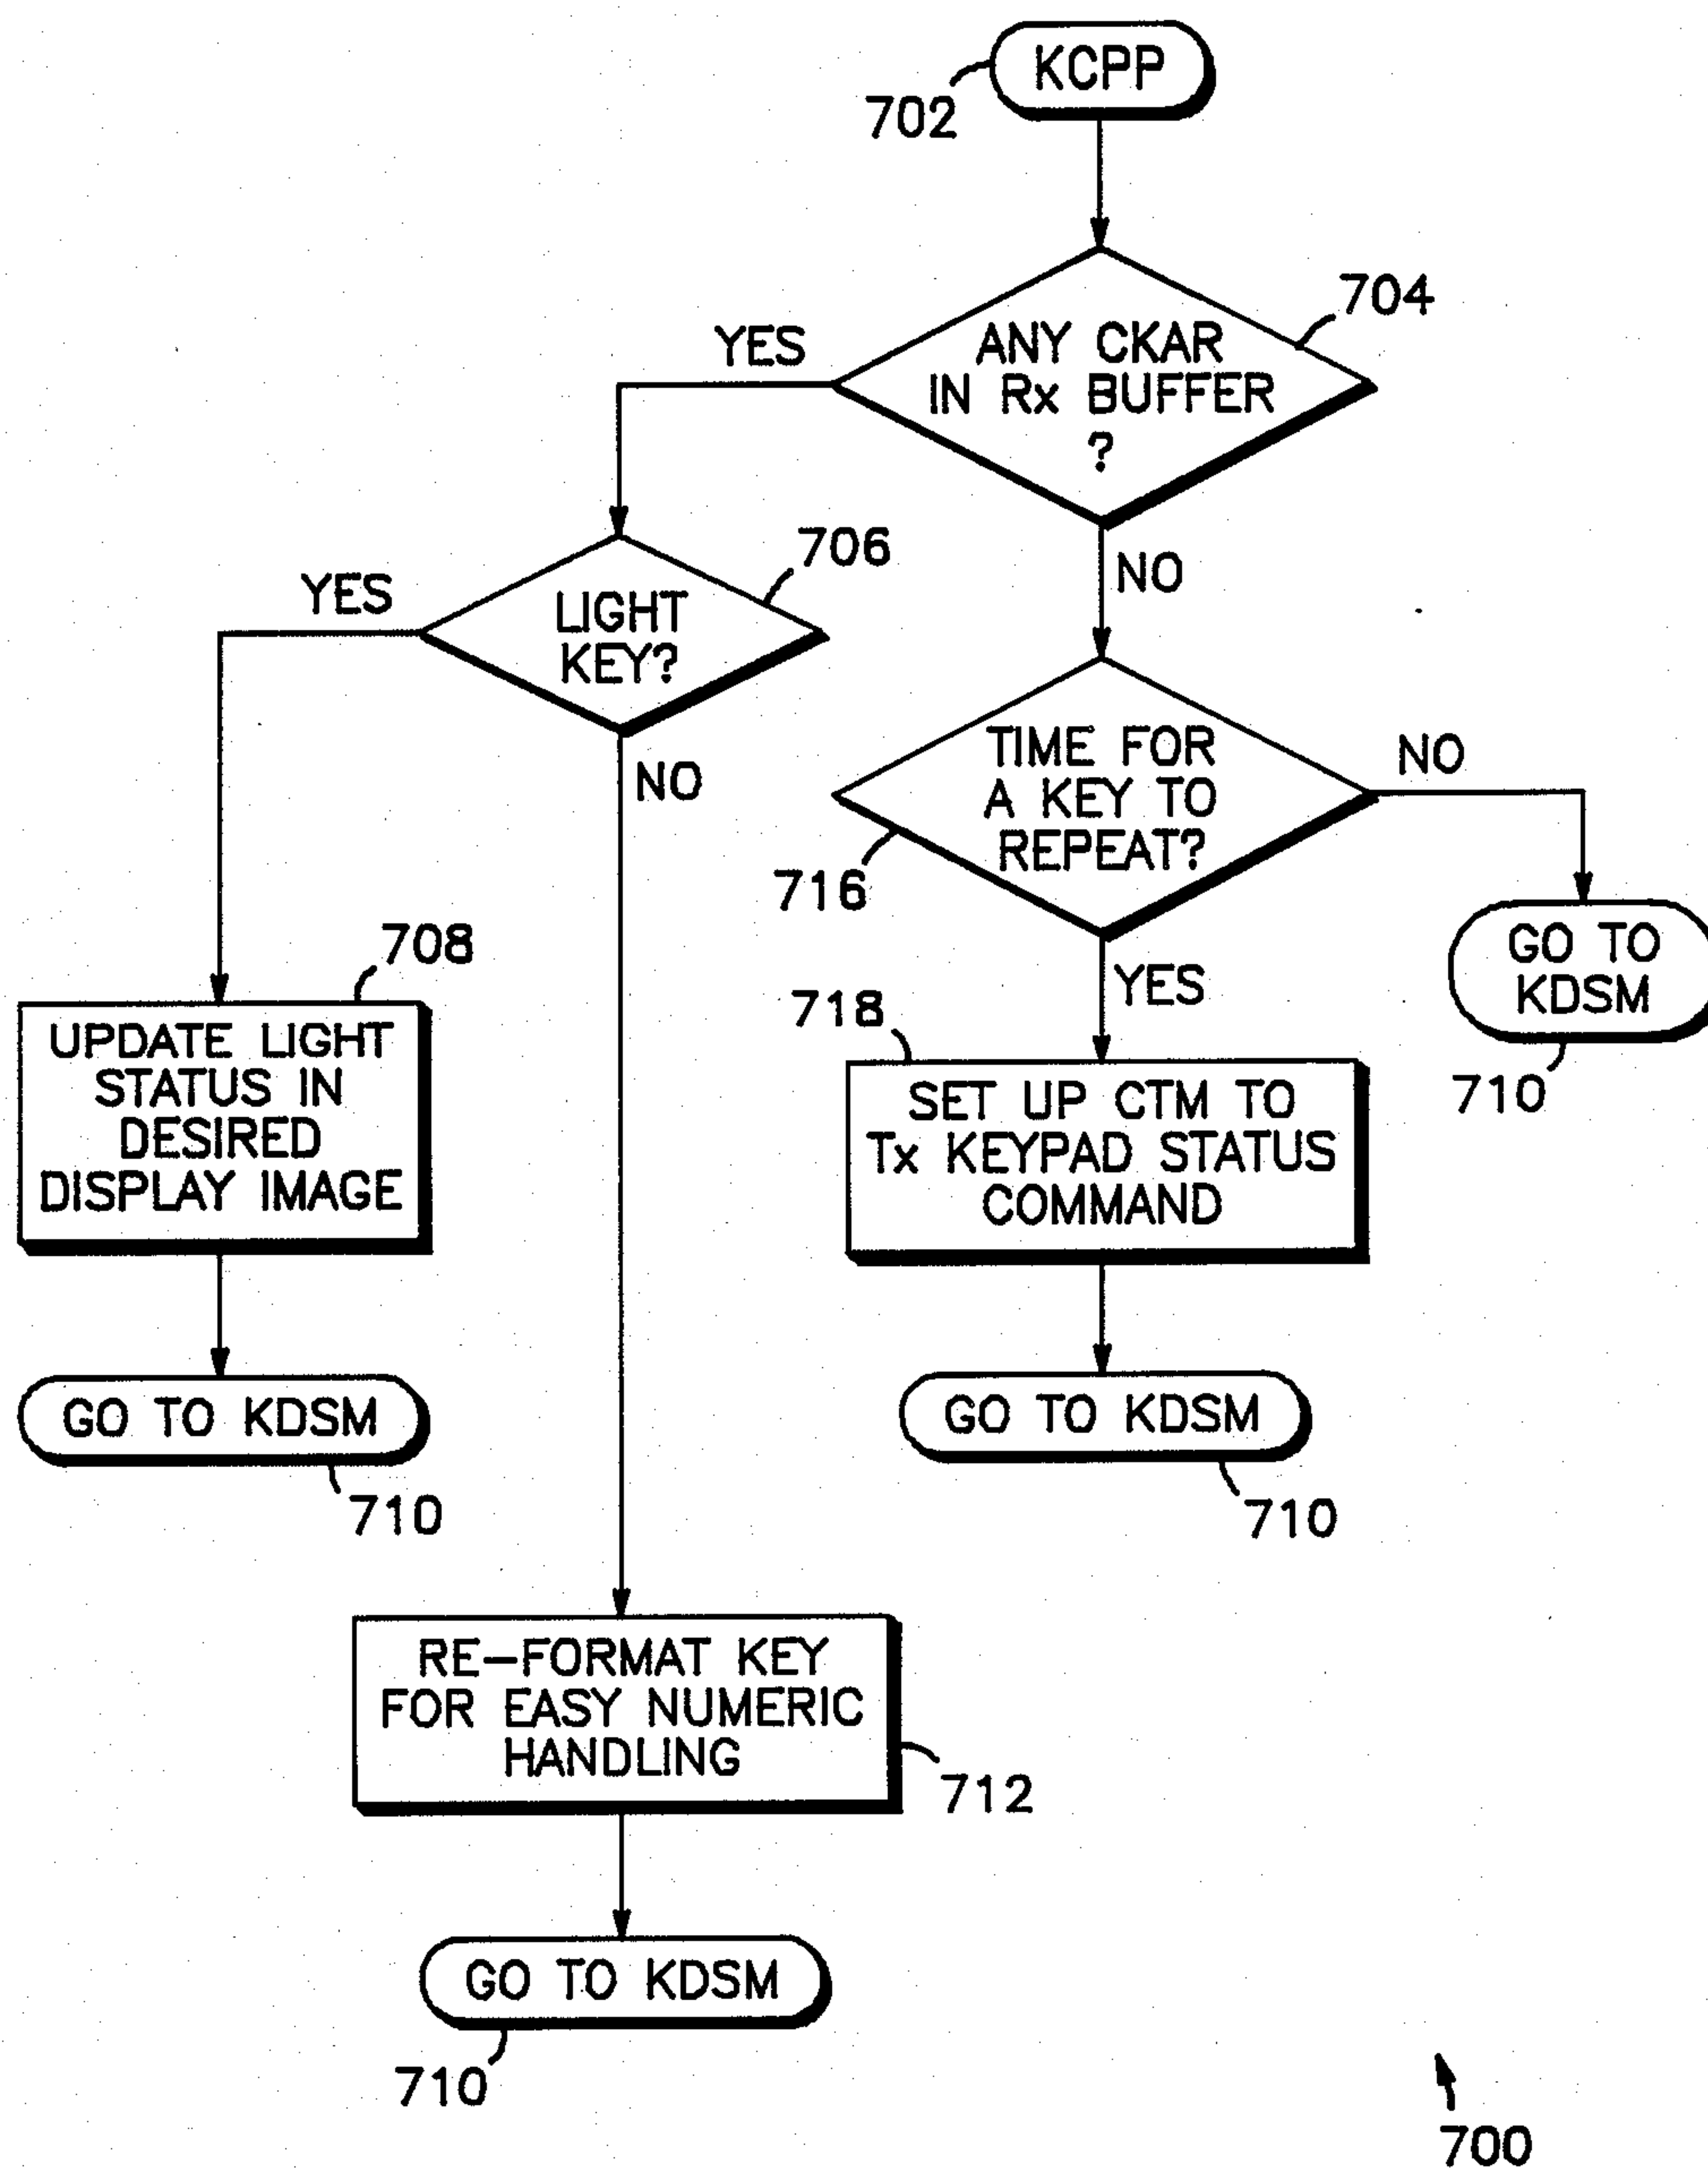 KCPP
702
704
ANY CKAR
IN Rx BUFFER
?
YES
NO
706
LIGHT
KEY?
YES
NO
TIME FOR
A KEY TO
REPEAT?
716
NO
YES
GO TO
KDSM
710
708
UPDATE LIGHT
STATUS IN
DESIRED
DISPLAY IMAGE
718
SET UP CTM TO
Tx KEYPAD STATUS
COMMAND
GO TO KDSM
710
GO TO KDSM
710
RE-FORMAT KEY
FOR EASY NUMERIC
HANDLING
712
GO TO KDSM
710
700